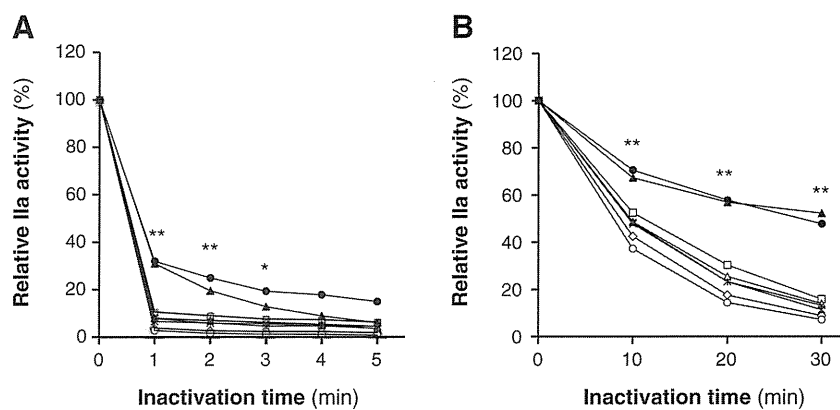 A
120
100
80
60
40
20
0
Relative IIa activity (%)
**
**
*
0 1 2 3 4 5
Inactivation time (min)
B
120
100
80
60
40
20
0
Relative IIa activity (%)
**
**
**
0 10 20 30
Inactivation time (min)